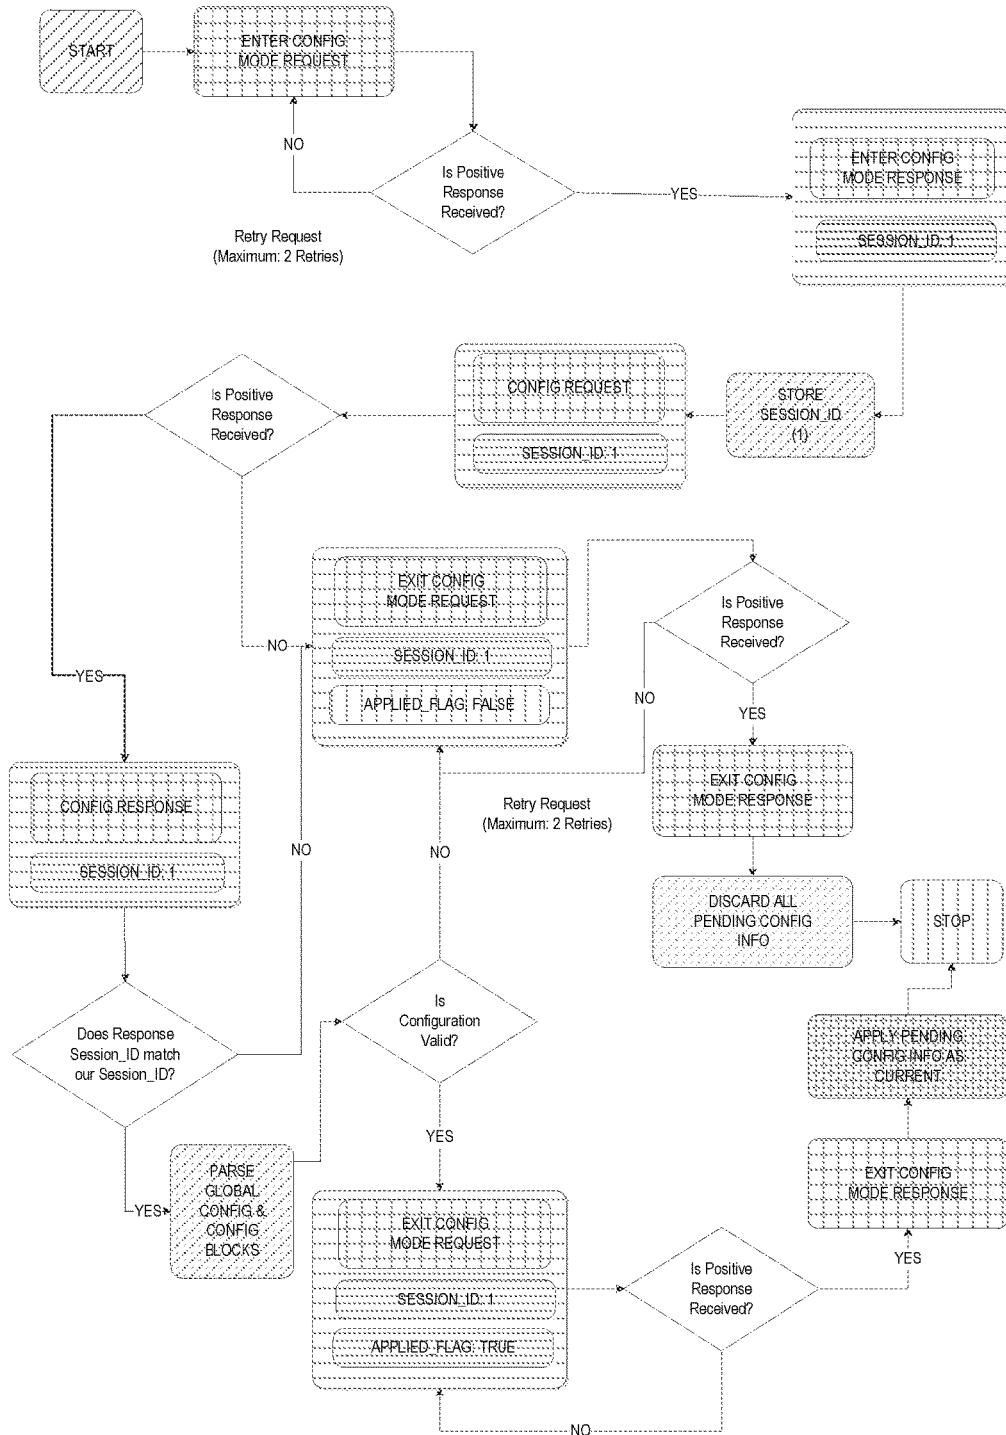 START
ENTER CONFIG
MODE REQUEST
NO
Is Positive
Response
Received?
YES
ENTER CONFIG
MODE RESPONSE
SESSION_ID: 1
Retry Request
(Maximum: 2 Retries)
STORE
SESSION_ID
(1)
CONFIG REQUEST
SESSION_ID: 1
Is Positive
Response
Received?
NO
YES
EXIT CONFIG
MODE REQUEST
SESSION_ID: 1
APPLIED_FLAG: FALSE
Is Positive
Response
Received?
NO
YES
Retry Request
(Maximum: 2 Retries)
EXIT CONFIG
MODE RESPONSE
DISCARD ALL
PENDING CONFIG
INFO
STOP
CONFIG RESPONSE
SESSION_ID: 1
NO
NO
Does Response
Session_ID match
our Session_ID?
YES
PARSE
GLOBAL
CONFIG &
CONFIG
BLOCKS
Is
Configuration
Valid?
YES
EXIT CONFIG
MODE REQUEST
SESSION_ID: 1
APPLIED_FLAG: TRUE
Is Positive
Response
Received?
NO
YES
EXIT CONFIG
MODE RESPONSE
APPLY PENDING
CONFIG INFO AS
CURRENT